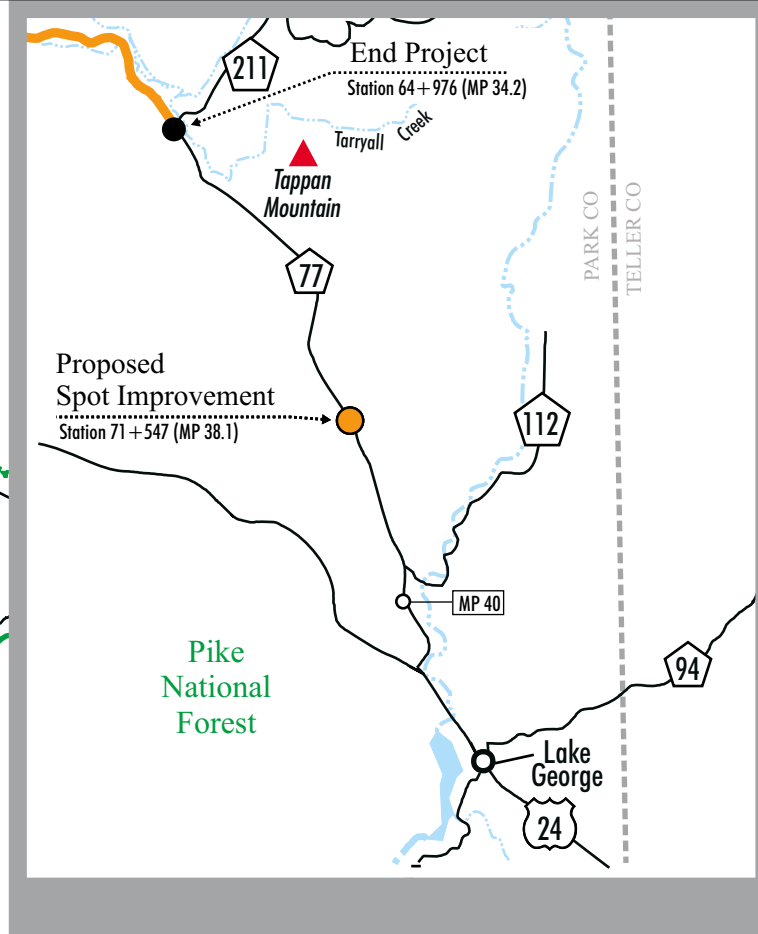 211
End Project
Station 64+976 (MP 34.2)
Tarryall Creek
Tappan
Mountain
PARK CO
TELLER CO
77
Proposed
Spot Improvement
Station 71+547 (MP 38.1)
112
MP 40
Pike
National
Forest
94
Lake
George
24